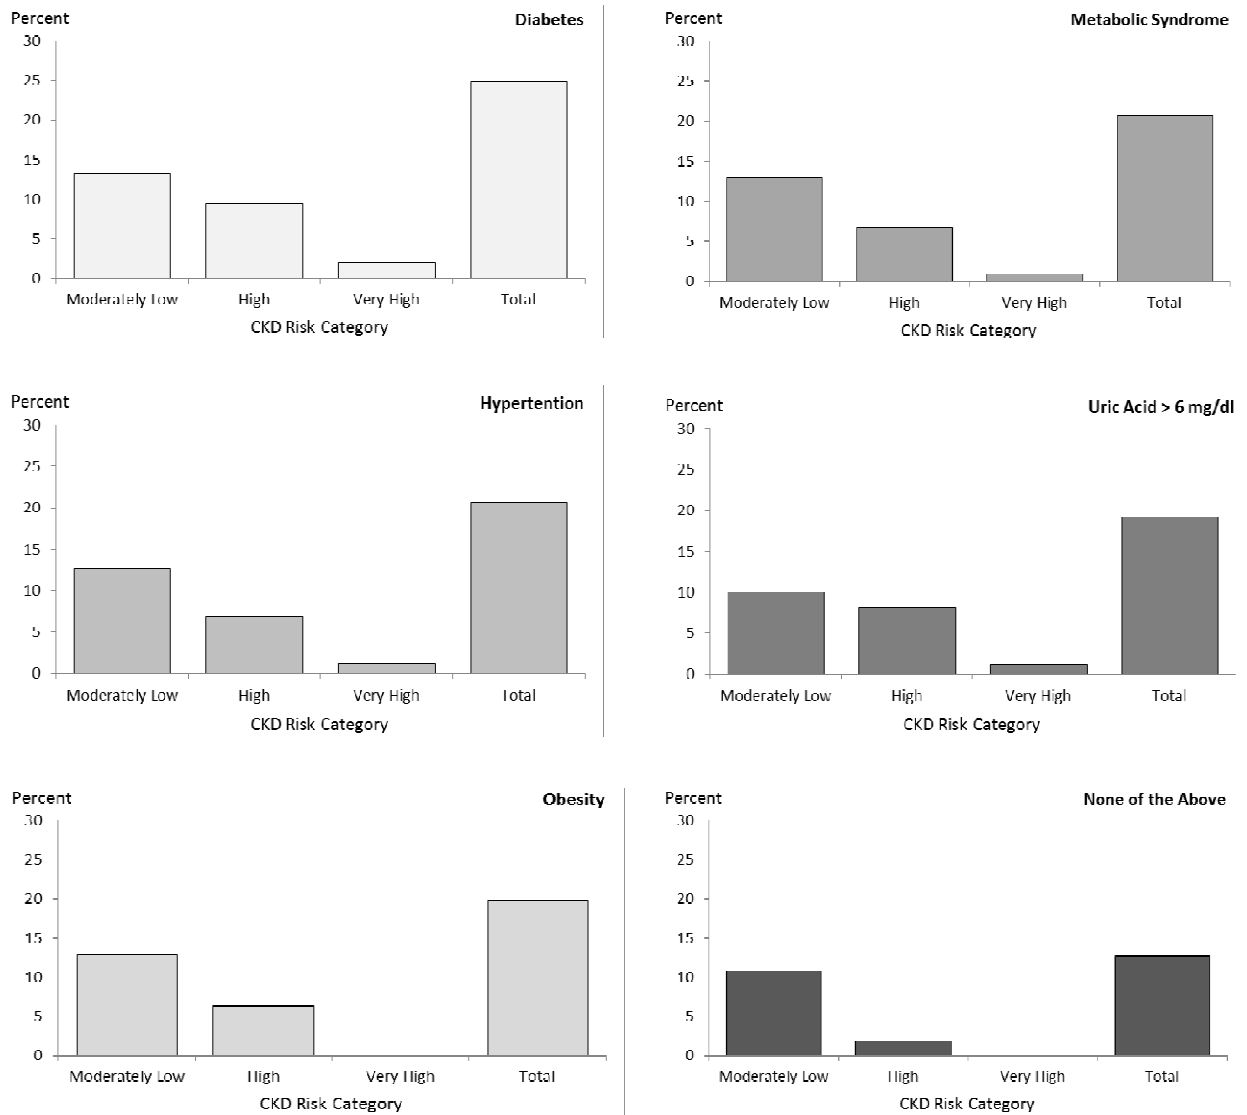 Percent
Diabetes
30
25
20
15
10
5
0
Moderately Low
High
Very High
Total
CKD Risk Category
Percent
Metabolic Syndrome
30
25
20
15
10
5
0
Moderately Low
High
Very High
Total
CKD Risk Category
Percent
Hypertention
30
25
20
15
10
5
0
Moderately Low
High
Very High
Total
CKD Risk Category
Percent
Uric Acid > 6 mg/dl
30
25
20
15
10
5
0
Moderately Low
High
Very High
Total
CKD Risk Category
Percent
Obesity
30
25
20
15
10
5
0
Moderately Low
High
Very High
Total
CKD Risk Category
Percent
None of the Above
30
25
20
15
10
5
0
Moderately Low
High
Very High
Total
CKD Risk Category